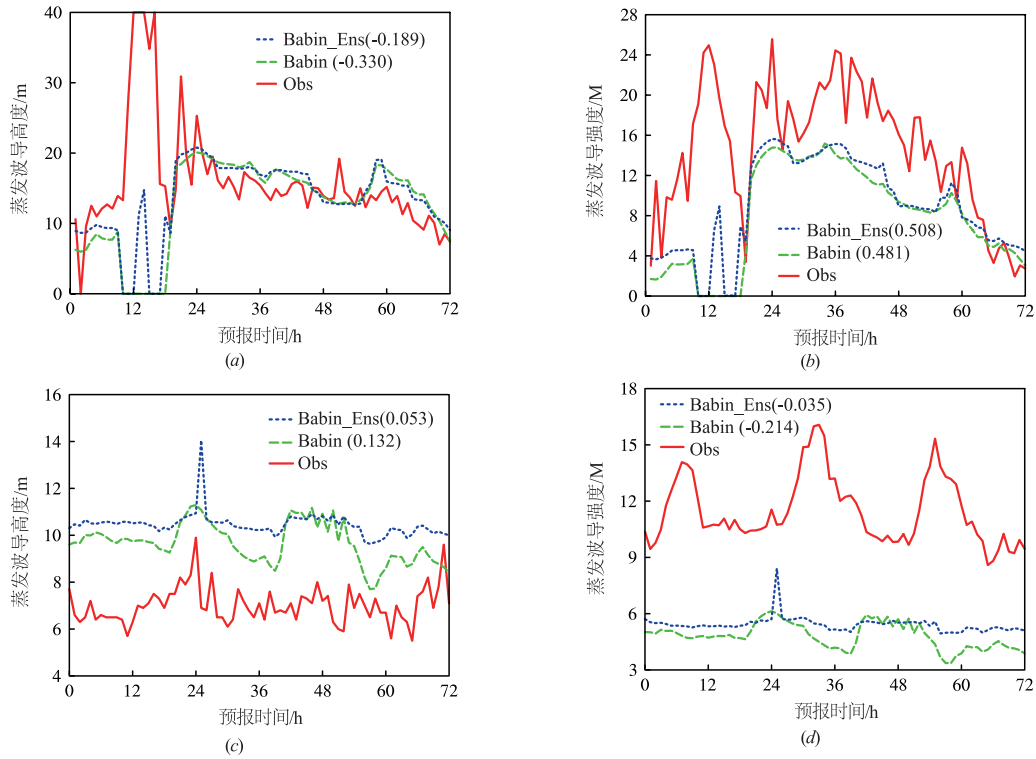 40
30
20
10
0
蒸发波导高度/m
Babin_Ens(-0.189)
Babin (-0.330)
Obs
0 12 24 36 48 60 72
预报时间/h
(a)
28
24
20
16
12
8
4
0
蒸发波导强度/M
Babin_Ens(0.508)
Babin (0.481)
Obs
0 12 24 36 48 60 72
预报时间/h
(b)
16
14
12
10
8
6
4
蒸发波导高度/m
Babin_Ens(0.053)
Babin (0.132)
Obs
0 12 24 36 48 60 72
预报时间/h
(c)
18
15
12
9
6
3
蒸发波导强度/M
Babin_Ens(-0.035)
Babin (-0.214)
Obs
0 12 24 36 48 60 72
预报时间/h
(d)